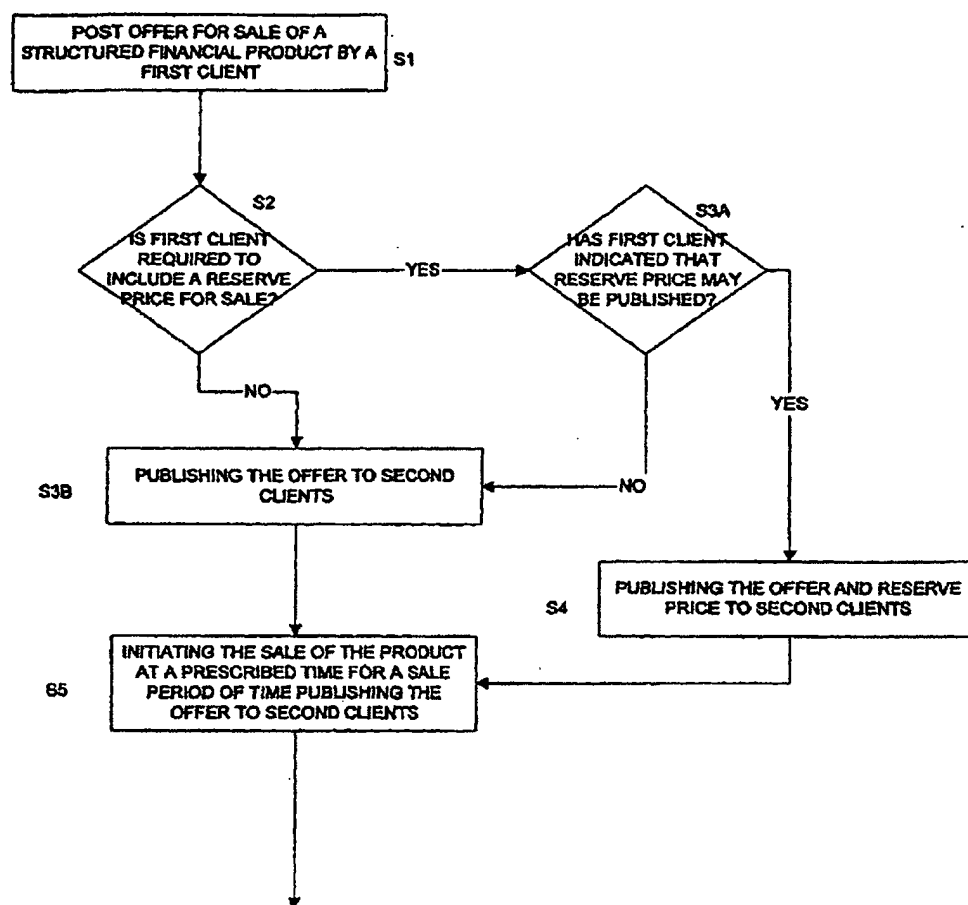 POST OFFER FOR SALE OF A
STRUCTURED FINANCIAL PRODUCT BY A
FIRST CLIENT
S1
S2
IS FIRST CLIENT
REQUIRED TO
INCLUDE A RESERVE
PRICE FOR SALE?
YES
S3A
HAS FIRST CLIENT
INDICATED THAT
RESERVE PRICE MAY
BE PUBLISHED?
NO
YES
S3B
PUBLISHING THE OFFER TO SECOND
CLIENTS
NO
S4
PUBLISHING THE OFFER AND RESERVE
PRICE TO SECOND CLIENTS
S5
INITIATING THE SALE OF THE PRODUCT
AT A PRESCRIBED TIME FOR A SALE
PERIOD OF TIME PUBLISHING THE
OFFER TO SECOND CLIENTS